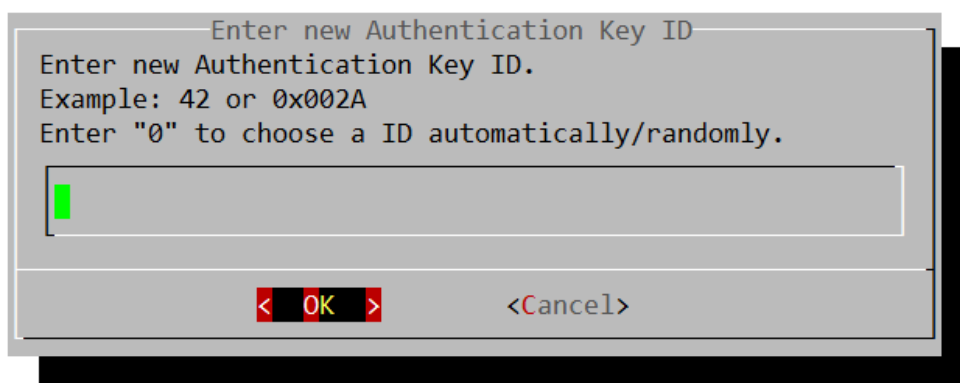 Enter new Authentication Key ID
Enter new Authentication Key ID.
Example: 42 or 0x002A
Enter "0" to choose a ID automatically/randomly.
< OK > <Cancel>